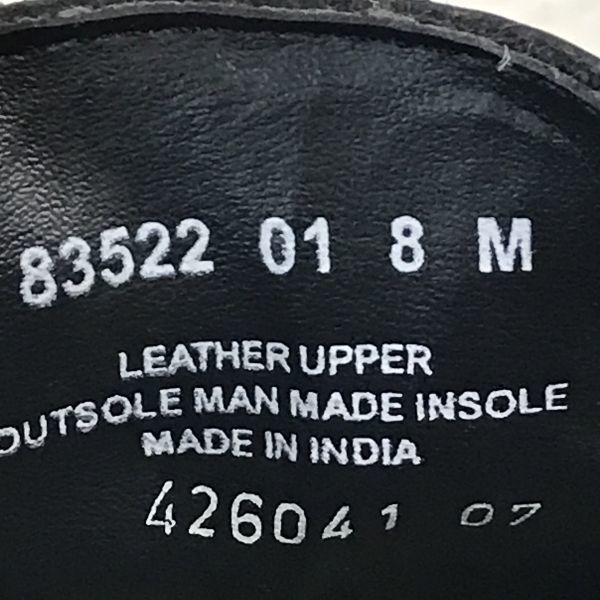 83522 01 8 M
LEATHER UPPER
OUTSOLE MAN MADE INSOLE
MADE IN INDIA
426041 07